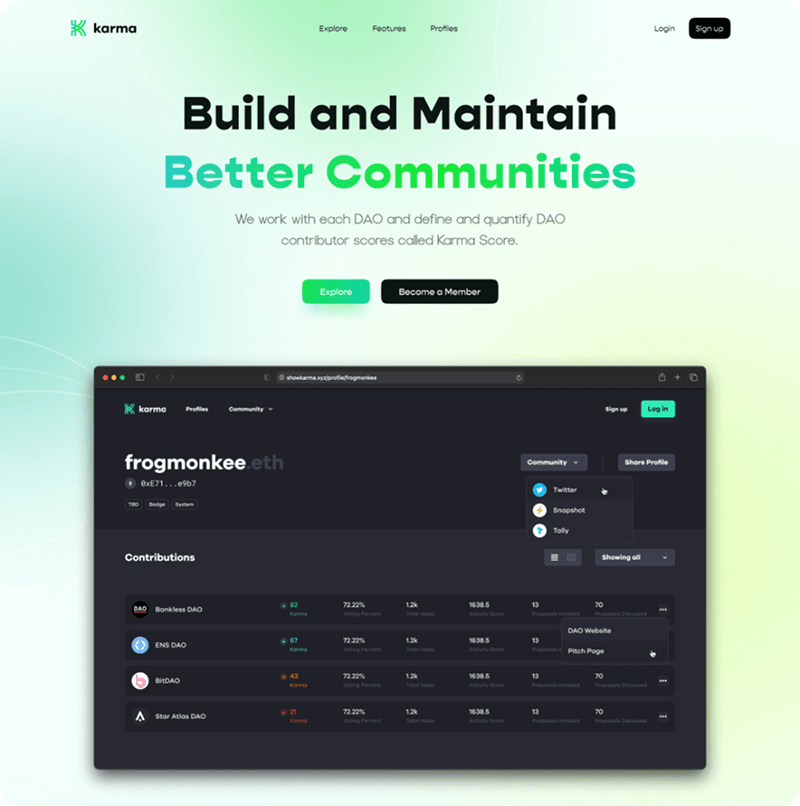 karma
Explore
Features
Profiles
Login
Sign up
Build and Maintain
Better Communities
We work with each DAO and define and quantify DAO
contributor scores called Karma Score.
Explore
Become a Member
showkarma.xyz/profile/frogmonkee
karma
Profiles
Community
Sign up
Log in
frogmonkee.eth
0xE71...e9b7
TBD
Badge
System
Community
Share Profile
Twitter
Snapshot
Tally
Contributions
Showing all
DAO
Bankless DAO
82
Karma
72.22%
Voting Percent
1.2k
Total Votes
1638.5
Activity Score
13
Proposals Initiated
70
Proposals Discussed
DAO Website
Pitch Page
ENS DAO
67
Karma
72.22%
Voting Percent
1.2k
Total Votes
1638.5
Activity Score
13
70
BitDAO
43
Karma
72.22%
Voting Percent
1.2k
Total Votes
1638.5
Activity Score
13
Proposals Initiated
70
Proposals Discussed
Star Atlas DAO
21
Karma
72.22%
Voting Percent
1.2k
Total Votes
1638.5
Activity Score
13
Proposals Initiated
70
Proposals Discussed